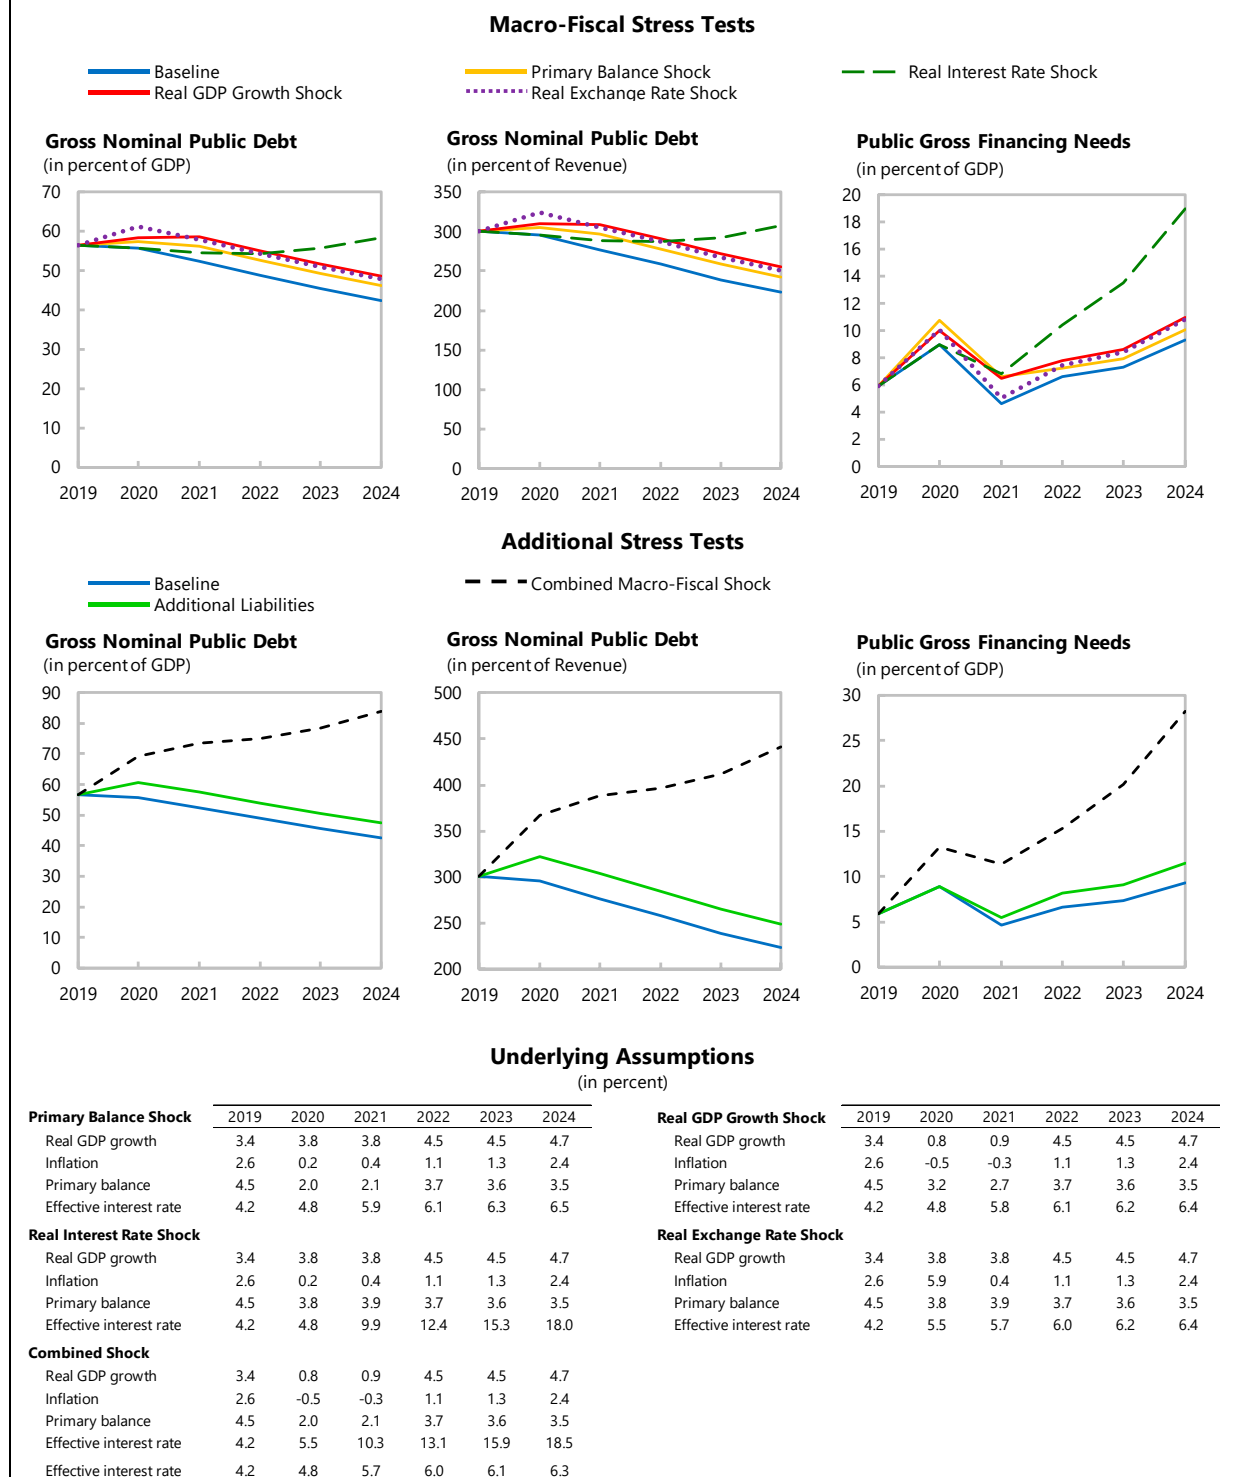 Macro-Fiscal Stress Tests
Baseline
Primary Balance Shock
Real Interest Rate Shock
Real GDP Growth Shock
Real Exchange Rate Shock
Gross Nominal Public Debt
(in percent of GDP)
70
60
50
40
30
20
10
0
2019 2020 2021 2022 2023 2024
Gross Nominal Public Debt
(in percent of Revenue)
350
300
250
200
150
100
50
0
2019 2020 2021 2022 2023 2024
Public Gross Financing Needs
(in percent of GDP)
20
18
16
14
12
10
8
6
4
2
0
2019 2020 2021 2022 2023 2024
Additional Stress Tests
Baseline
Combined Macro-Fiscal Shock
Additional Liabilities
Gross Nominal Public Debt
(in percent of GDP)
90
80
70
60
50
40
30
20
10
0
2019 2020 2021 2022 2023 2024
Gross Nominal Public Debt
(in percent of Revenue)
500
450
400
350
300
250
200
2019 2020 2021 2022 2023 2024
Public Gross Financing Needs
(in percent of GDP)
30
25
20
15
10
5
0
2019 2020 2021 2022 2023 2024
Underlying Assumptions
(in percent)
Primary Balance Shock 2019 2020 2021 2022 2023 2024
Real GDP growth 3.4 3.8 3.8 4.5 4.5 4.7
Inflation 2.6 0.2 0.4 1.1 1.3 2.4
Primary balance 4.5 2.0 2.1 3.7 3.6 3.5
Effective interest rate 4.2 4.8 5.9 6.1 6.3 6.5
Real Interest Rate Shock
Real GDP growth 3.4 3.8 3.8 4.5 4.5 4.7
Inflation 2.6 0.2 0.4 1.1 1.3 2.4
Primary balance 4.5 3.8 3.9 3.7 3.6 3.5
Effective interest rate 4.2 4.8 9.9 12.4 15.3 18.0
Combined Shock
Real GDP growth 3.4 0.8 0.9 4.5 4.5 4.7
Inflation 2.6 -0.5 -0.3 1.1 1.3 2.4
Primary balance 4.5 2.0 2.1 3.7 3.6 3.5
Effective interest rate 4.2 5.5 10.3 13.1 15.9 18.5
Effective interest rate 4.2 4.8 5.7 6.0 6.1 6.3
Real GDP Growth Shock 2019 2020 2021 2022 2023 2024
Real GDP growth 3.4 0.8 0.9 4.5 4.5 4.7
Inflation 2.6 -0.5 -0.3 1.1 1.3 2.4
Primary balance 4.5 3.2 2.7 3.7 3.6 3.5
Effective interest rate 4.2 4.8 5.8 6.1 6.2 6.4
Real Exchange Rate Shock
Real GDP growth 3.4 3.8 3.8 4.5 4.5 4.7
Inflation 2.6 5.9 0.4 1.1 1.3 2.4
Primary balance 4.5 3.8 3.9 3.7 3.6 3.5
Effective interest rate 4.2 5.5 5.7 6.0 6.2 6.4